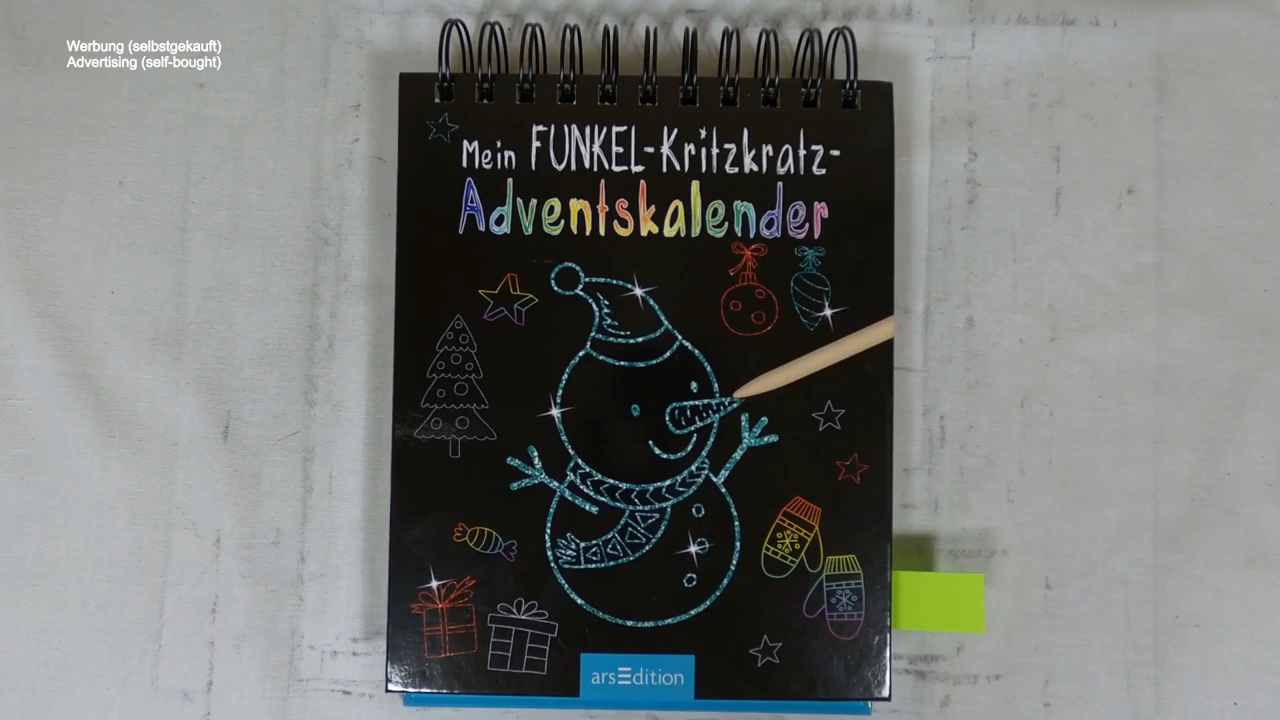 Werbung (selbstgekauft)
Advertising (self-bought)
Mein FUNKEL-Kritzkratz-
Adventskalender
arsEdition